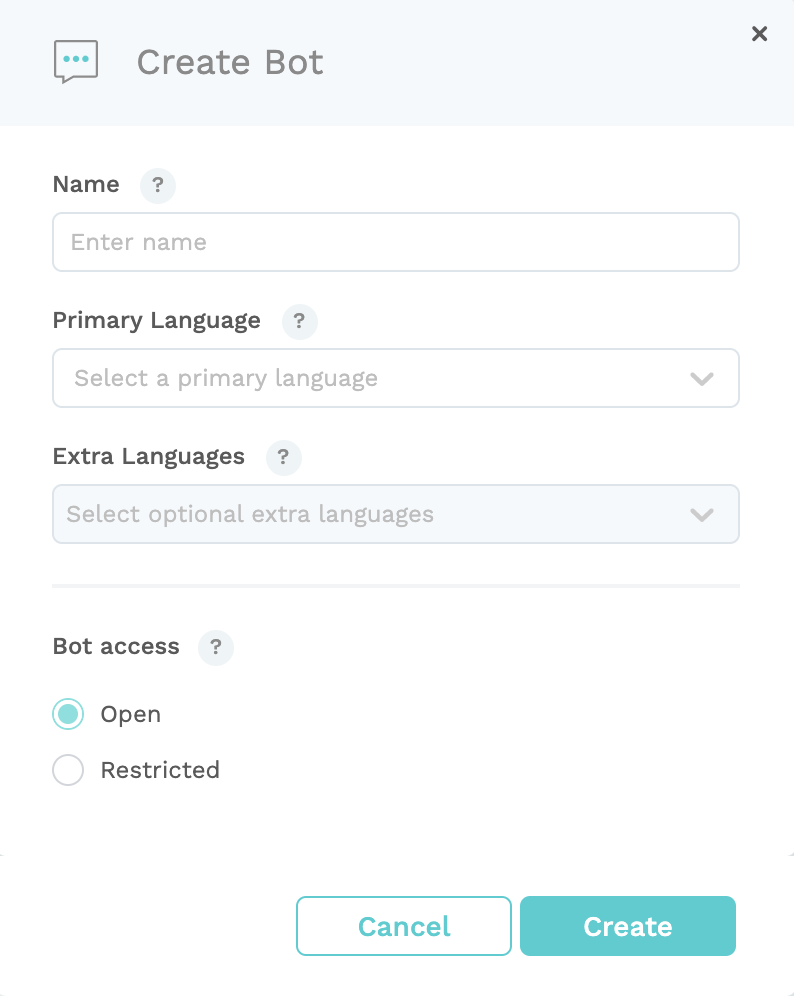 Create Bot
Name ?
Enter name
Primary Language ?
Select a primary language
Extra Languages ?
Select optional extra languages
Bot access ?
Open
Restricted
Cancel Create